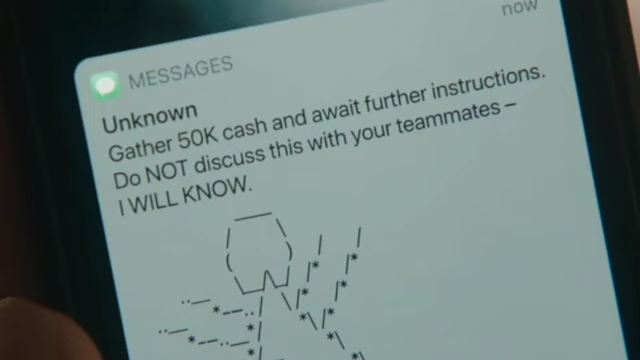 now
MESSAGES
Unknown
Gather 50K cash and await further instructions.
Do NOT discuss this with your teammates –
I WILL KNOW.